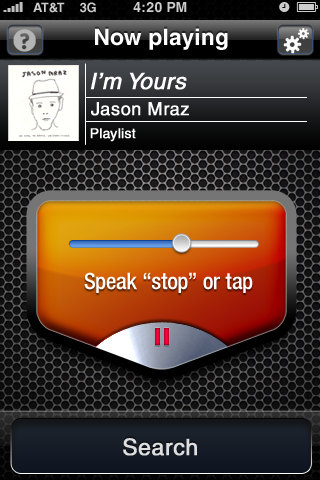 AT&T 3G 4:20 PM
? Now playing
JASON MRAZ
I'm Yours
Jason Mraz
Playlist
Speak “stop” or tap
Search